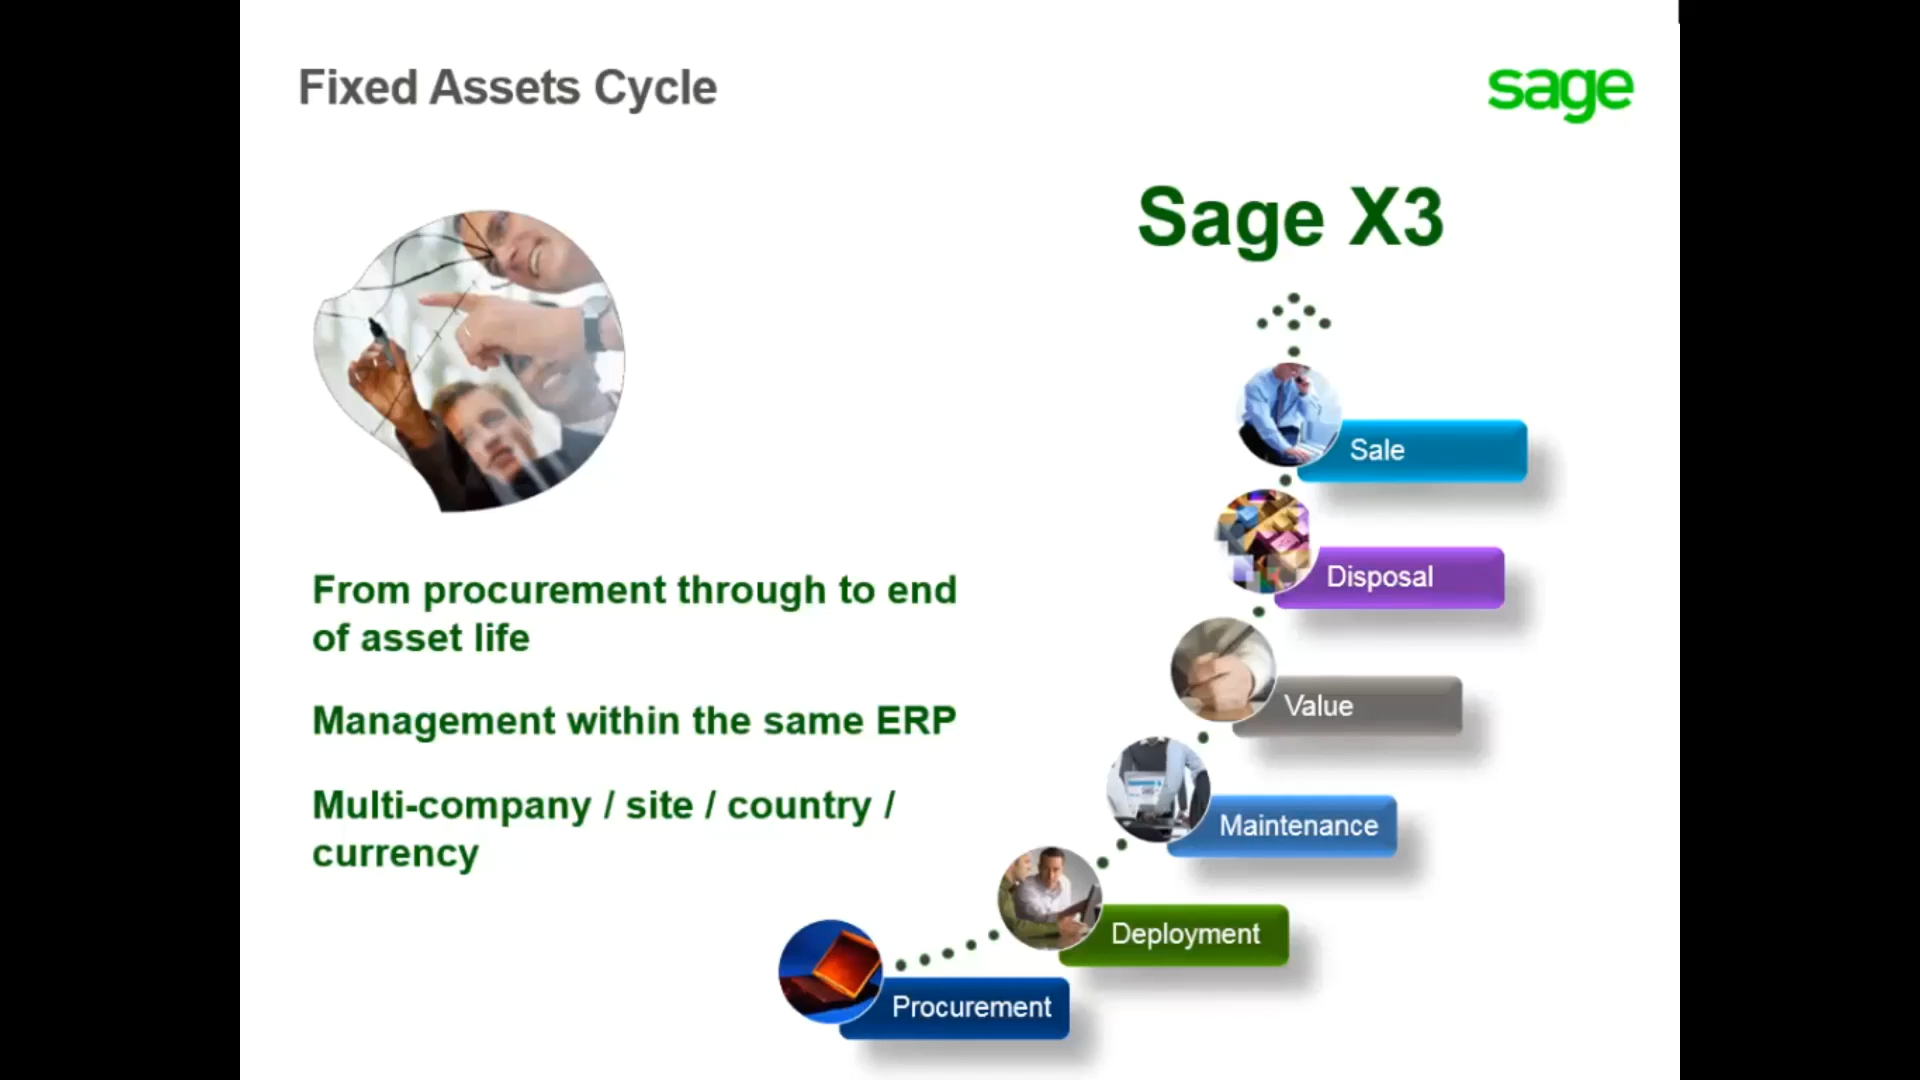 Fixed Assets Cycle
sage
Sage X3
Sale
Disposal
Value
Maintenance
Deployment
Procurement
From procurement through to end
of asset life
Management within the same ERP
Multi-company / site / country /
currency